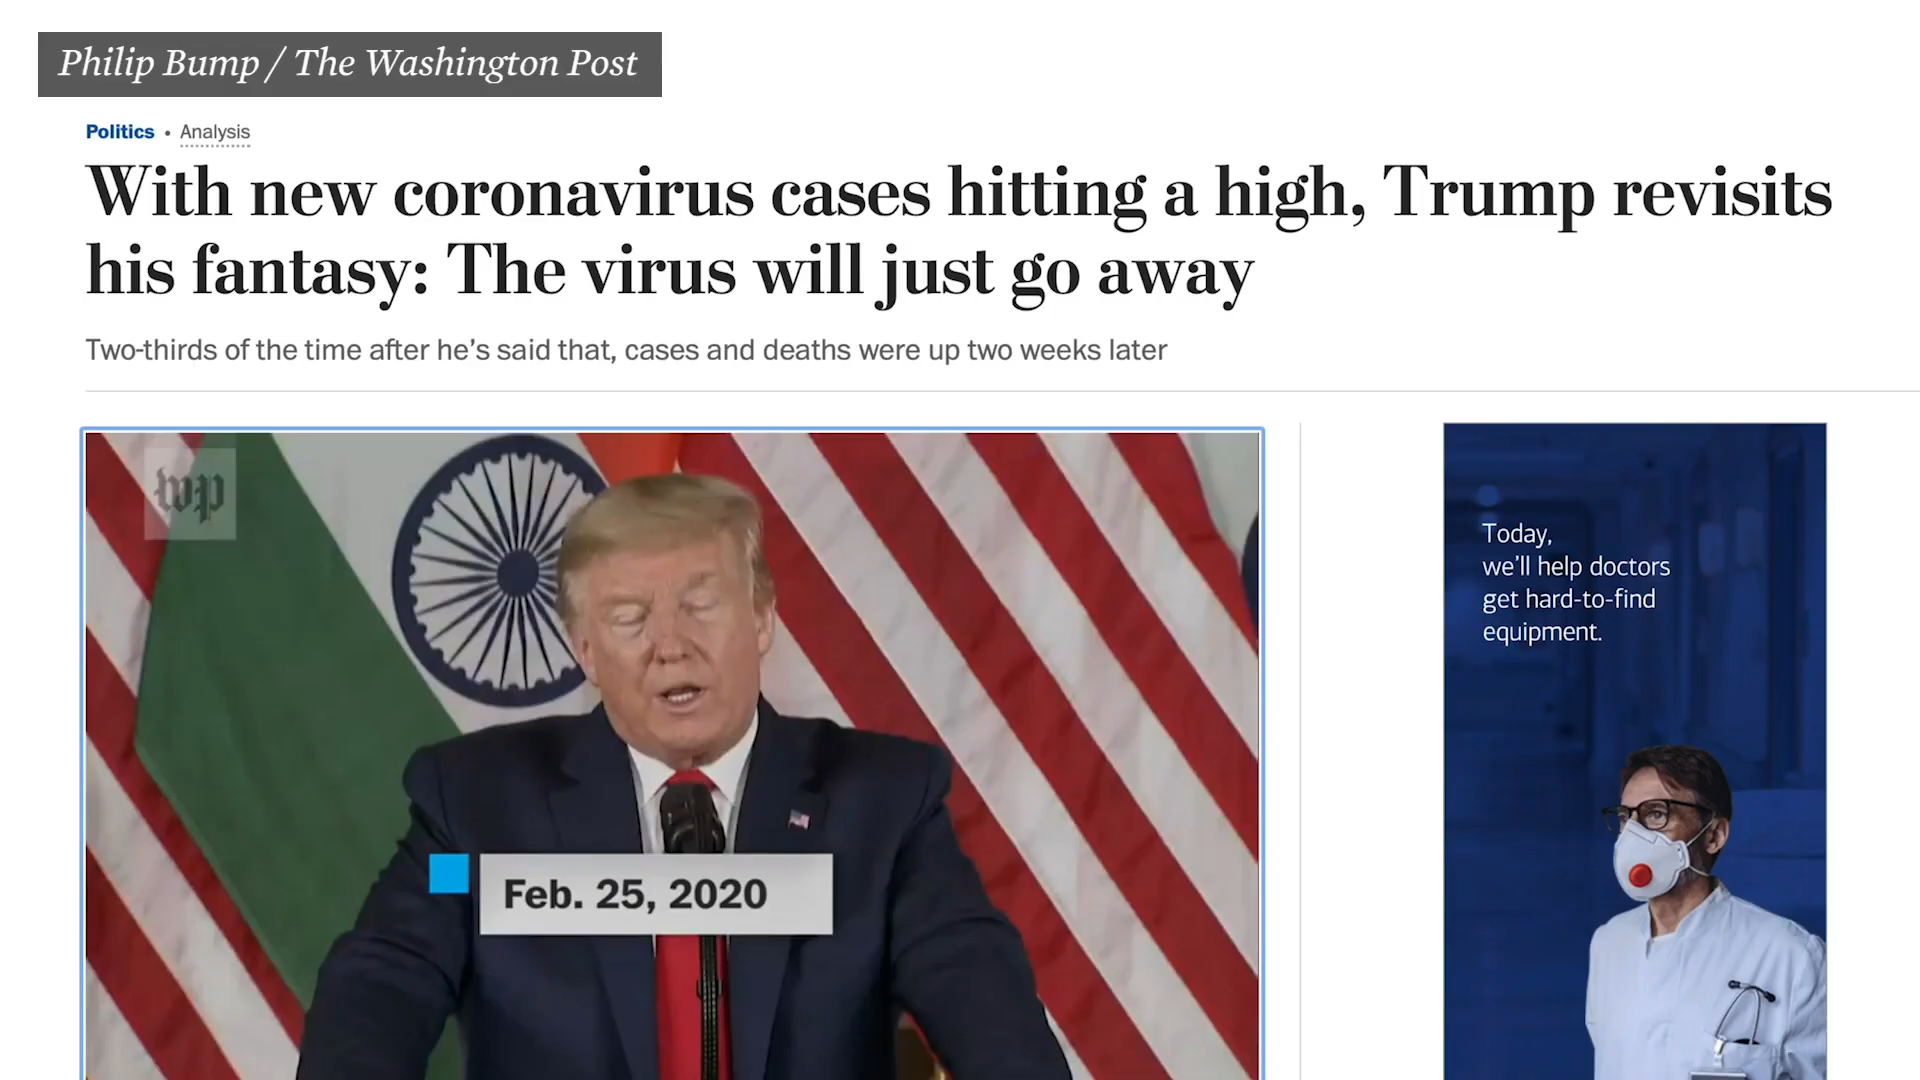 Philip Bump / The Washington Post
Politics • Analysis
With new coronavirus cases hitting a high, Trump revisits
his fantasy: The virus will just go away
Two-thirds of the time after he's said that, cases and deaths were up two weeks later
wp
Feb. 25, 2020
Today,
we'll help doctors
get hard-to-find
equipment.